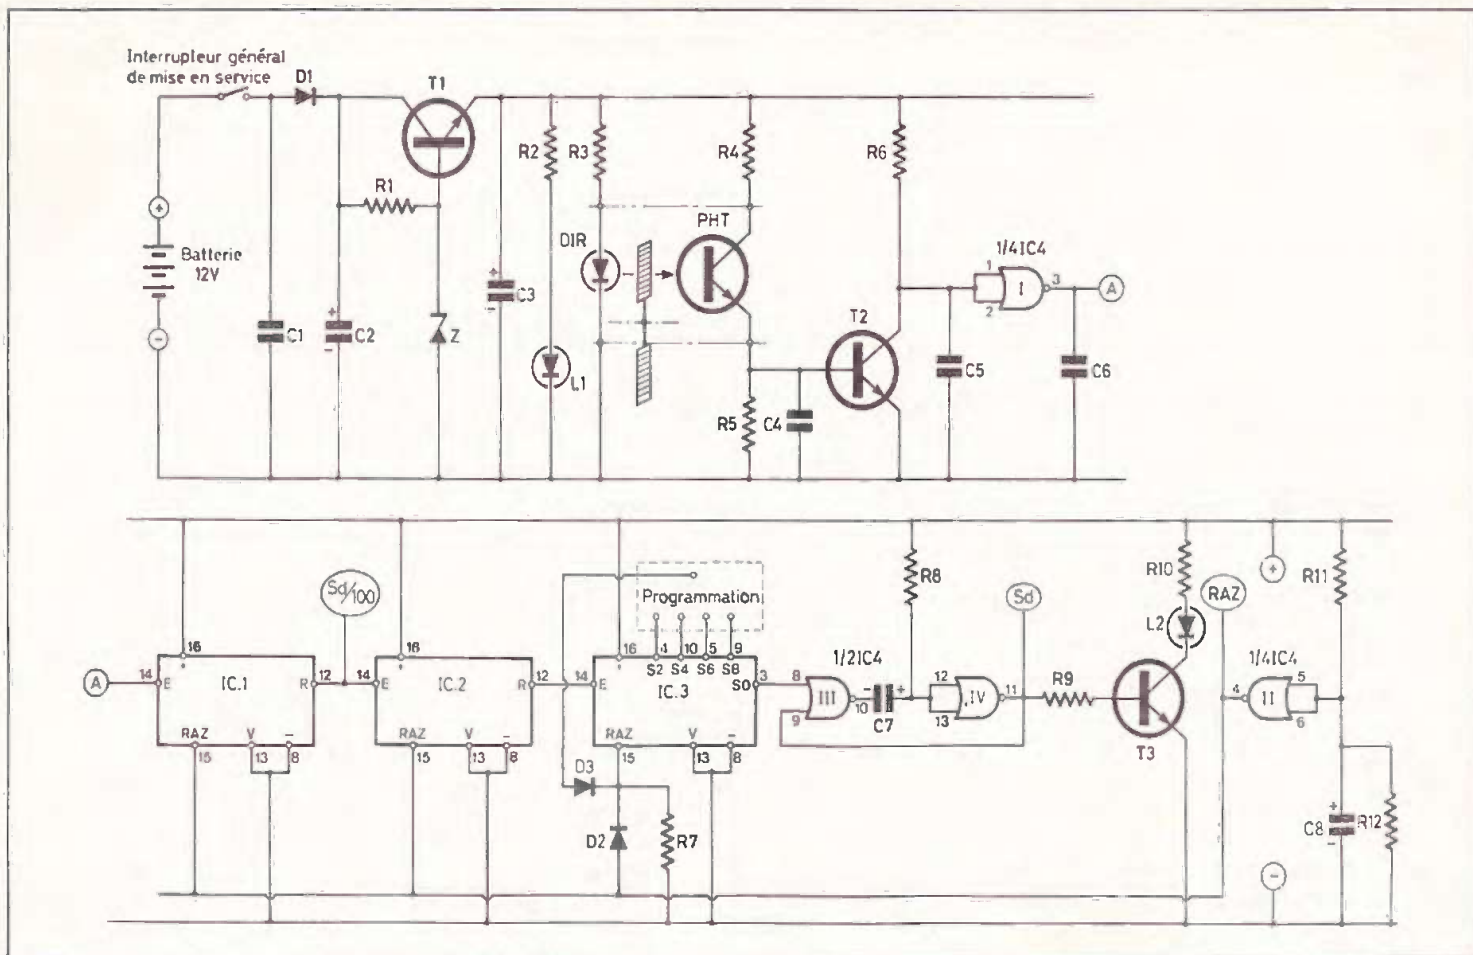 Interrupteur général
de mise en service
D1
T1
R2
R3
R4
R6
R1
PHT
DIR
1/4IC4
+
Batterie
12V
1
I
3
A
2
+
C3
-
T2
-
C1
+
C2
-
Z
L1
C5
C6
R5
C4
Sd/100
Programmation
R8
Sd
R10
RAZ
+
R11
L2
16
+
16
+
16
+
4
10
5
9
S2
S4
S6
S8
1/2IC4
1/4IC4
A
14
E
IC.1
R
12
14
E
IC.2
R
12
14
E
IC.3
S0
3
8
III
9
10
-
+
C7
12
IV
13
11
R9
T3
4
II
5
6
RAZ
V
-
RAZ
V
-
RAZ
V
-
15
13
8
15
13
8
15
13
8
D3
D2
R7
+
C8
-
R12
-